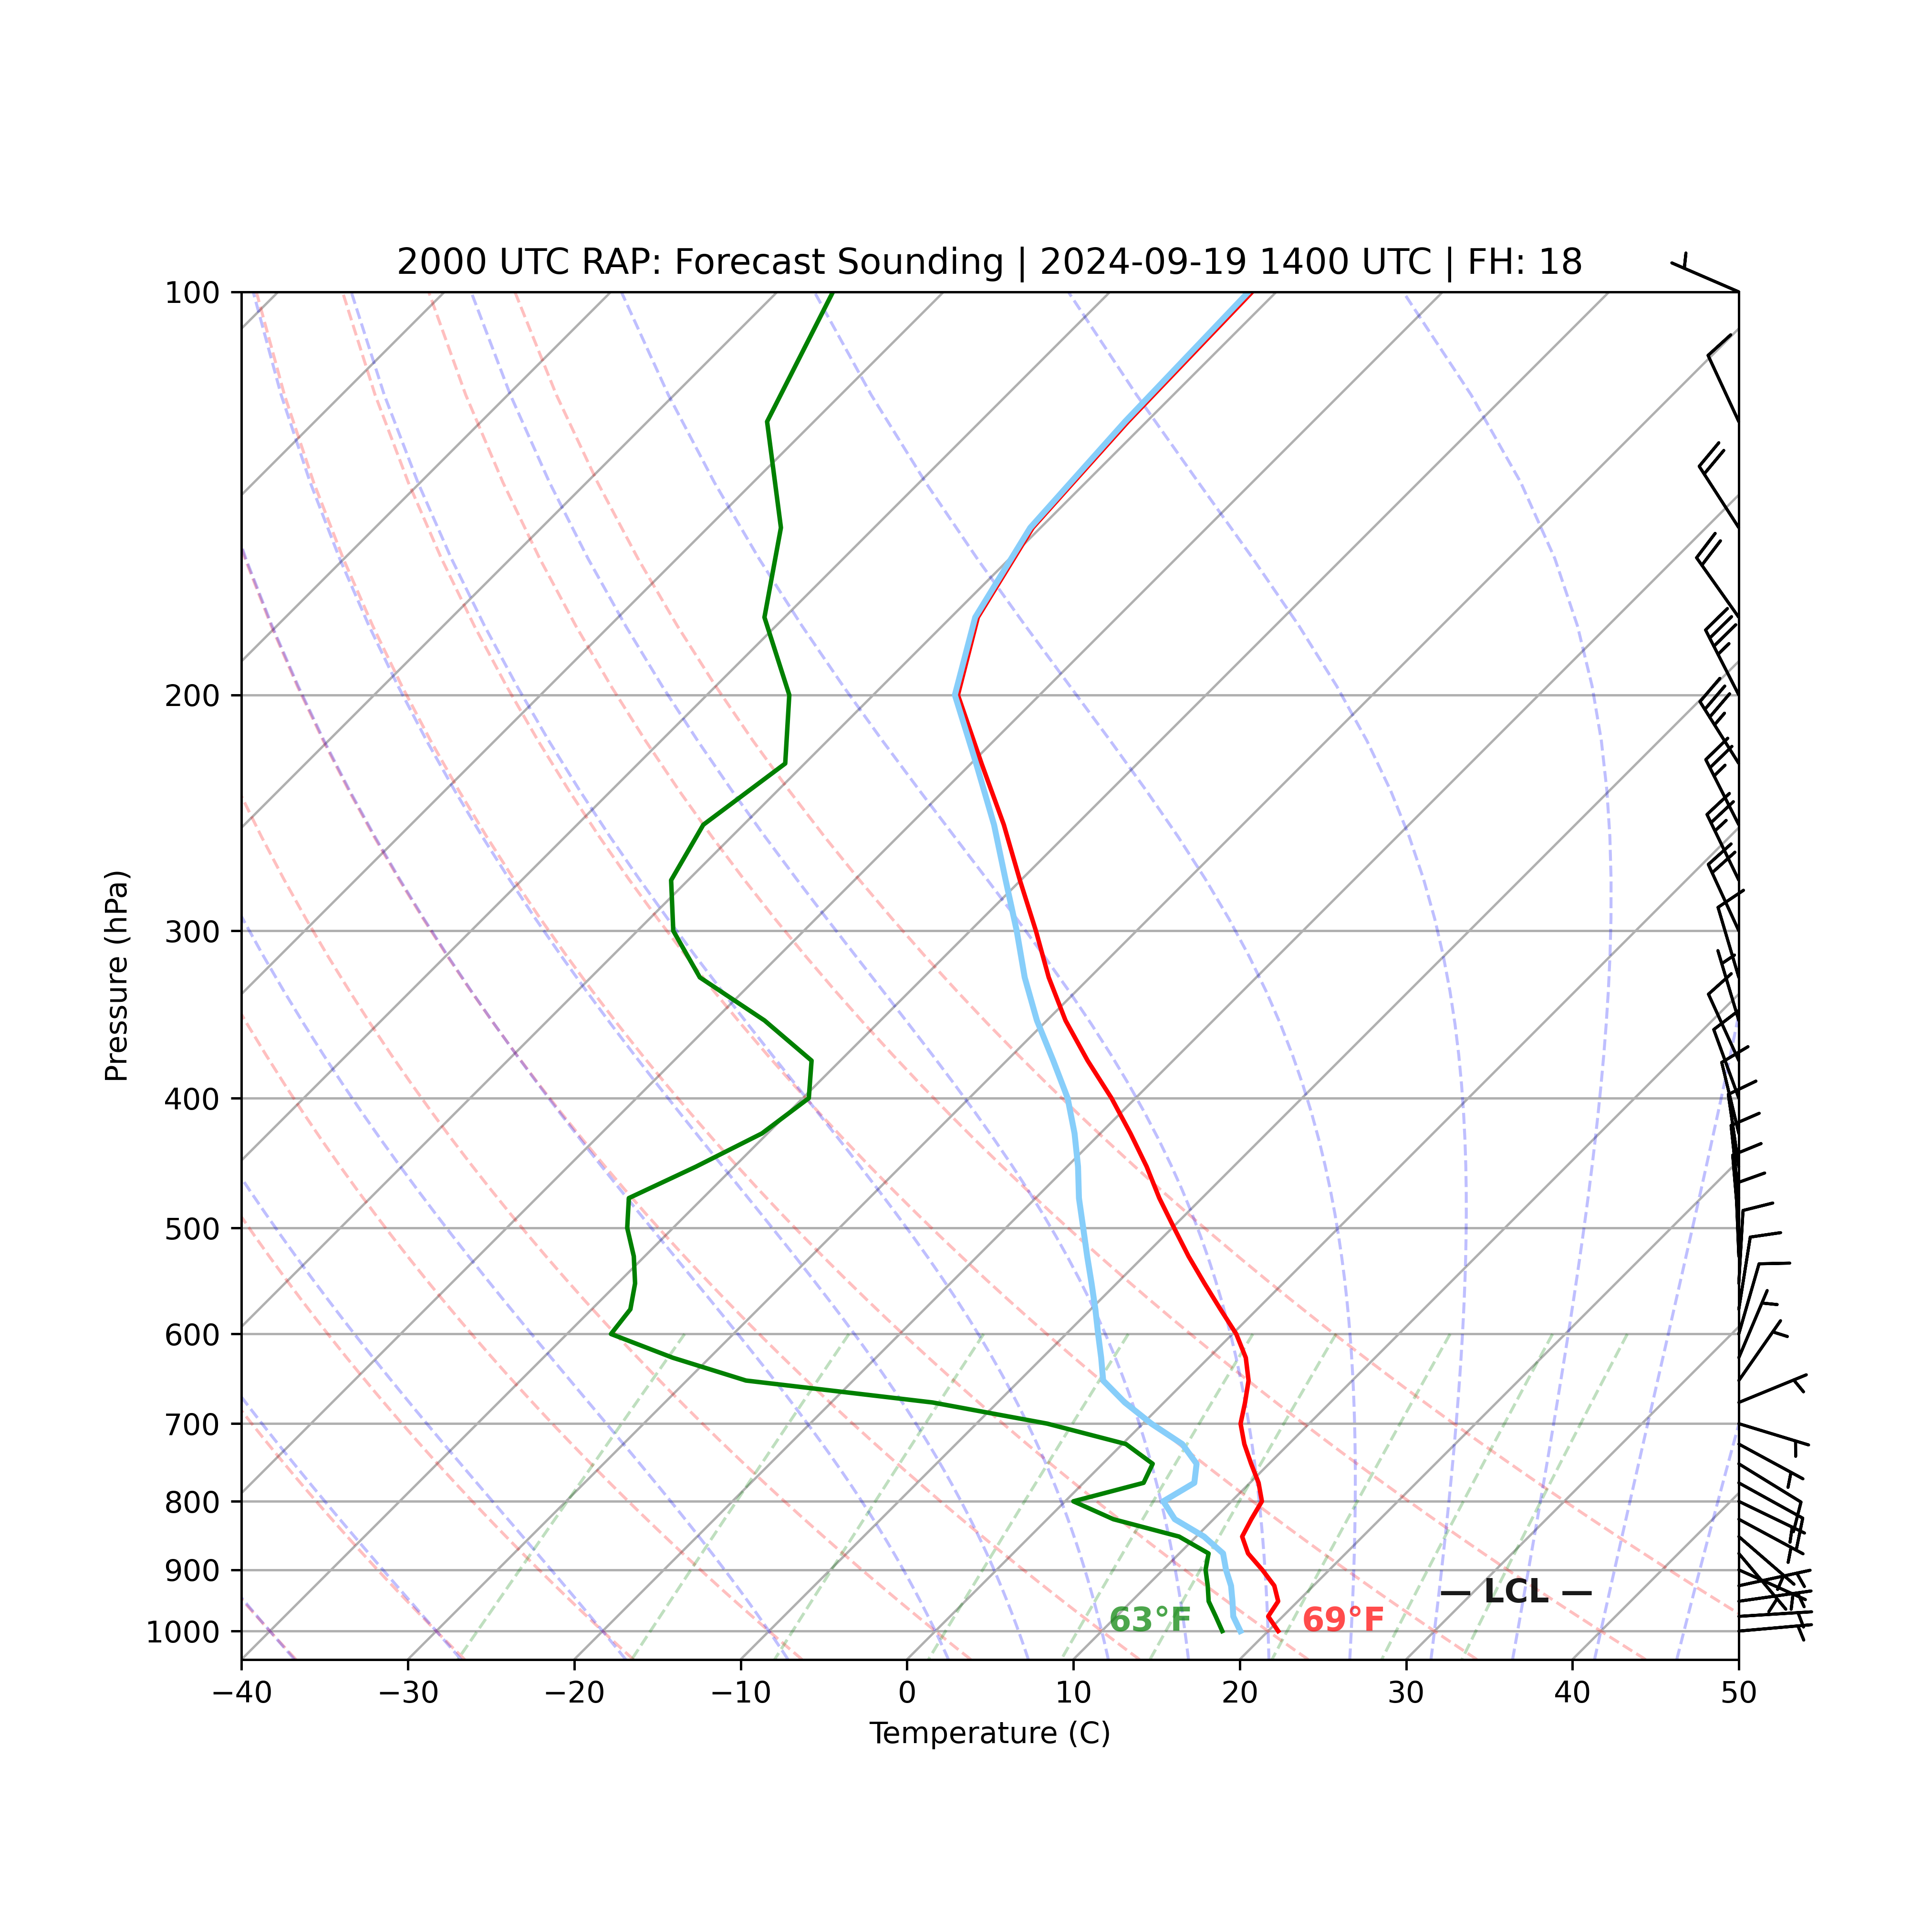 2000 UTC RAP: Forecast Sounding | 2024-09-19 1400 UTC | FH: 18
100
200
300
400
500
600
700
800
900
1000
Pressure (hPa)
— LCL —
63°F
69°F
−40 −30 −20 −10 0 10 20 30 40 50
Temperature (C)